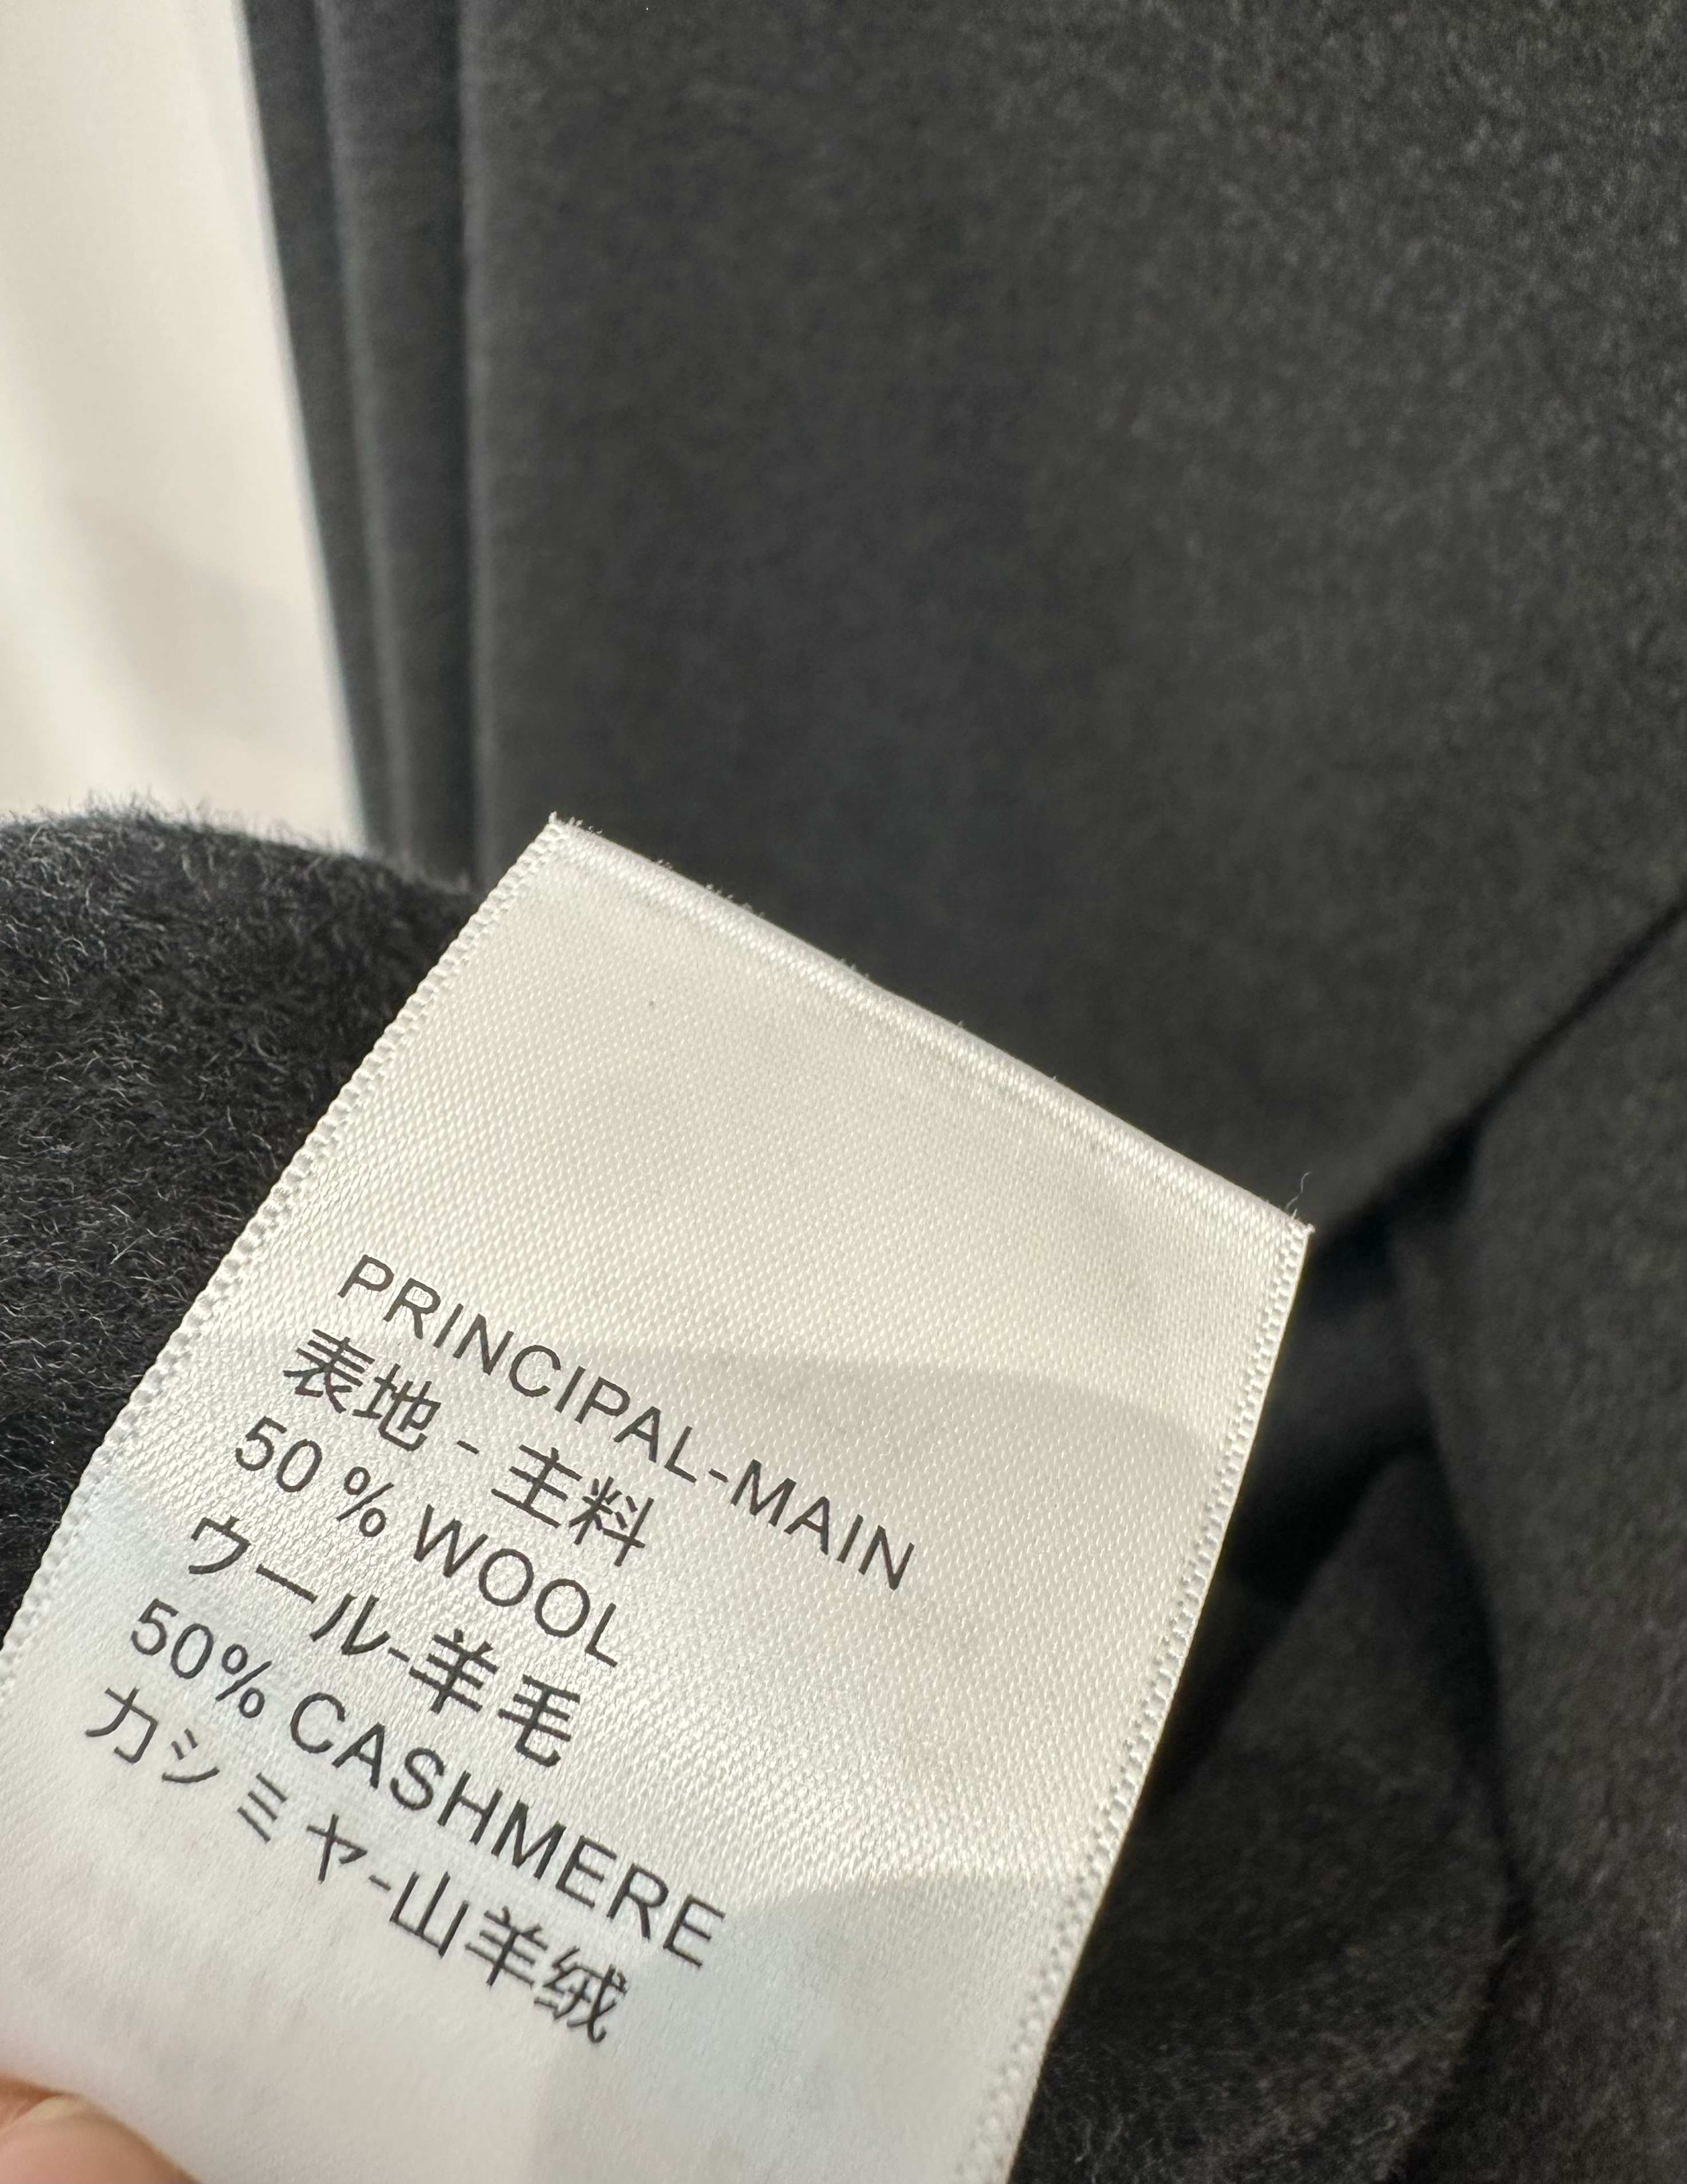 PRINCIPAL-MAIN
表地 - 主料
50 % WOOL
ウール-羊毛
50% CASHMERE
カシミヤ-山羊绒